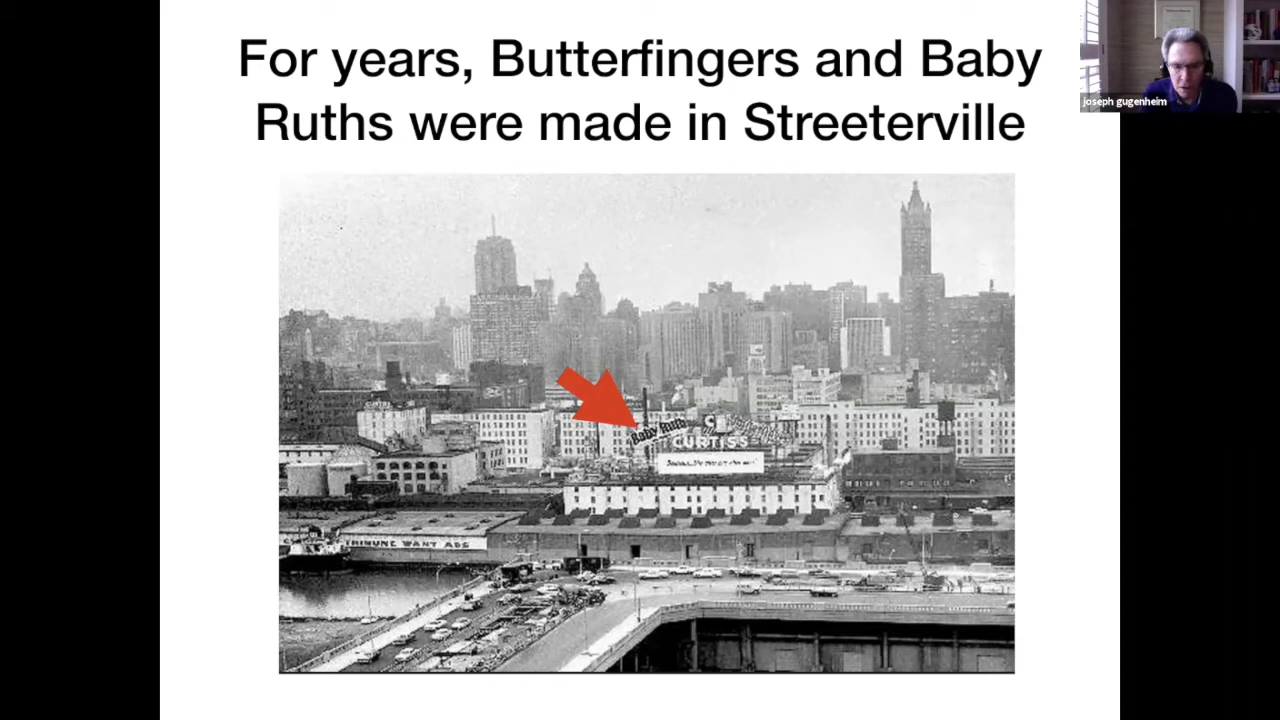 For years, Butterfingers and Baby
Ruths were made in Streeterville
joseph gugenheim
Baby Ruth
CURTISS
TRIBUNE WANT ADS